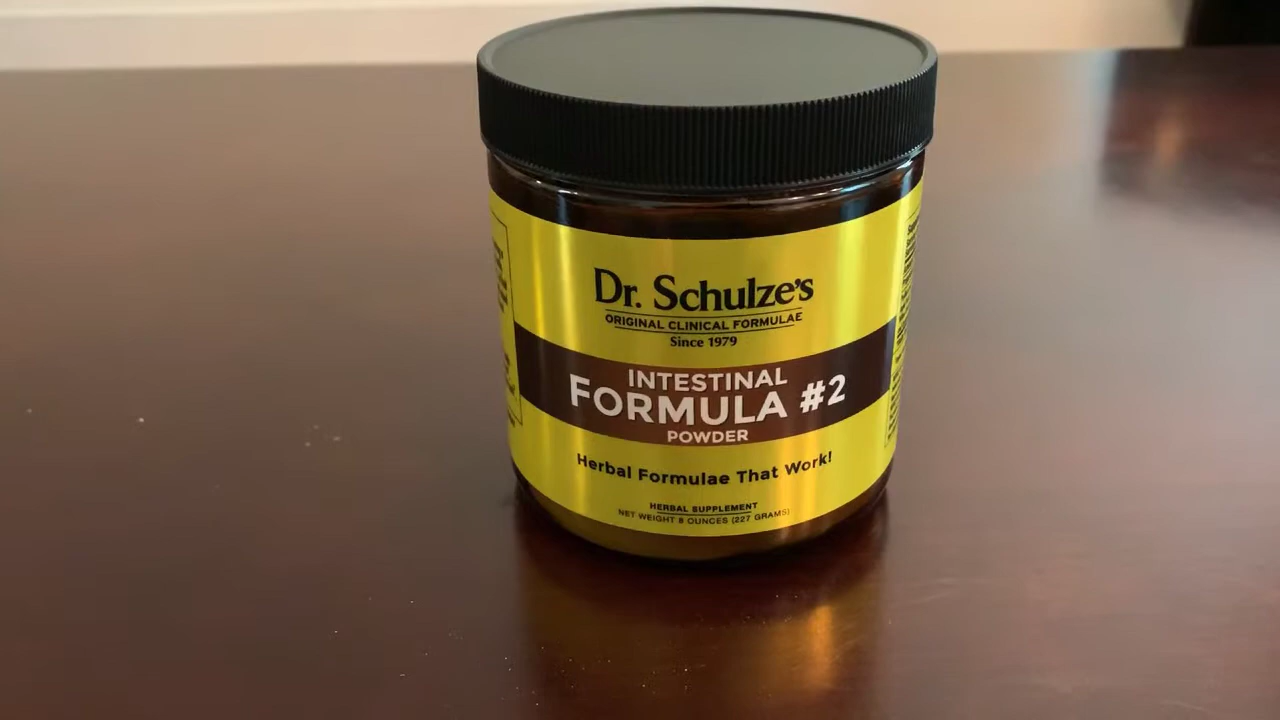 Dr. Schulze's
ORIGINAL CLINICAL FORMULAE
Since 1979
INTESTINAL
FORMULA #2
POWDER
Herbal Formulae That Work!
HERBAL SUPPLEMENT
NET WEIGHT 8 OUNCES (227 GRAMS)